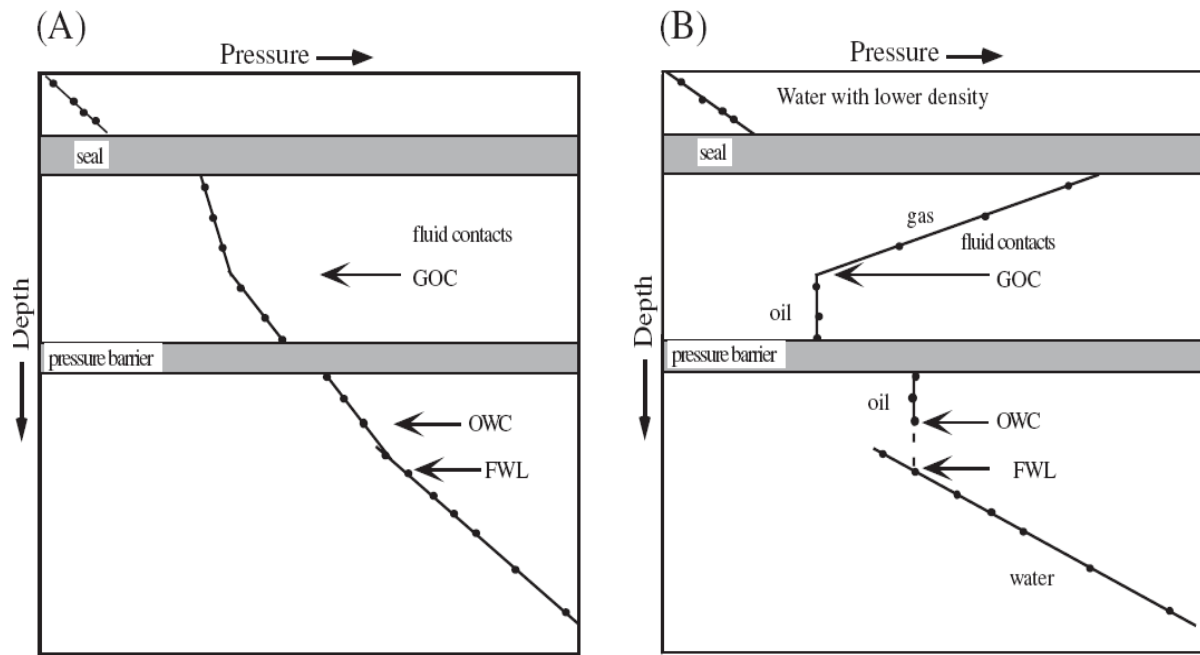 (A)
Pressure
seal
fluid contacts
GOC
Depth
pressure barrier
OWC
FWL
(B)
Pressure
Water with lower density
seal
gas
fluid contacts
GOC
oil
Depth
pressure barrier
oil
OWC
FWL
water